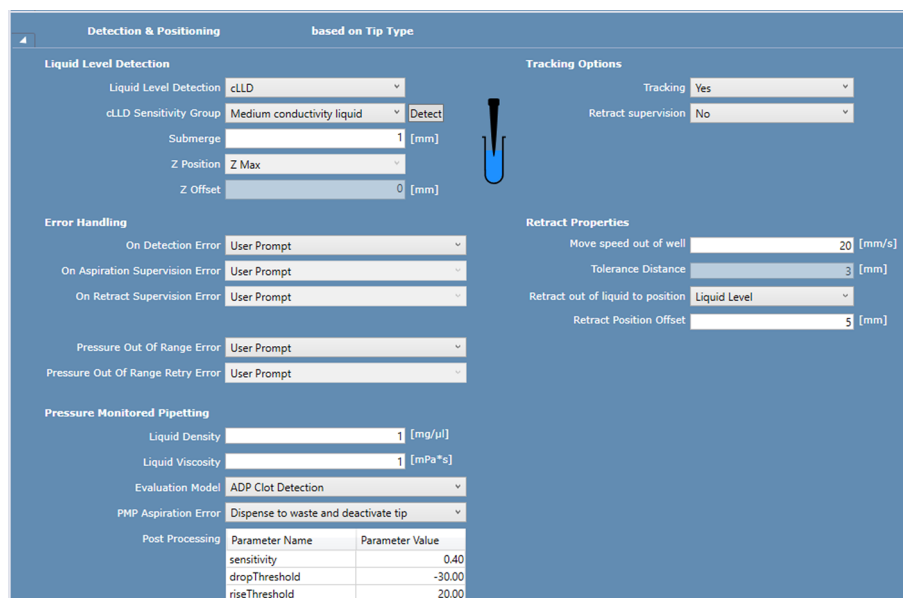 Detection & Positioning based on Tip Type
Liquid Level Detection
Liquid Level Detection cLLD
cLLD Sensitivity Group Medium conductivity liquid Detect
Submerge 1 [mm]
Z Position Z Max
Z Offset 0 [mm]
Tracking Options
Tracking Yes
Retract supervision No
Error Handling
On Detection Error User Prompt
On Aspiration Supervision Error User Prompt
On Retract Supervision Error User Prompt
Pressure Out Of Range Error User Prompt
Pressure Out Of Range Retry Error User Prompt
Retract Properties
Move speed out of well 20 [mm/s]
Tolerance Distance 3 [mm]
Retract out of liquid to position Liquid Level
Retract Position Offset 5 [mm]
Pressure Monitored Pipetting
Liquid Density 1 [mg/µl]
Liquid Viscosity 1 [mPa*s]
Evaluation Model ADP Clot Detection
PMP Aspiration Error Dispense to waste and deactivate tip
Post Processing Parameter Name Parameter Value
sensitivity 0.40
dropThreshold -30.00
riseThreshold 20.00